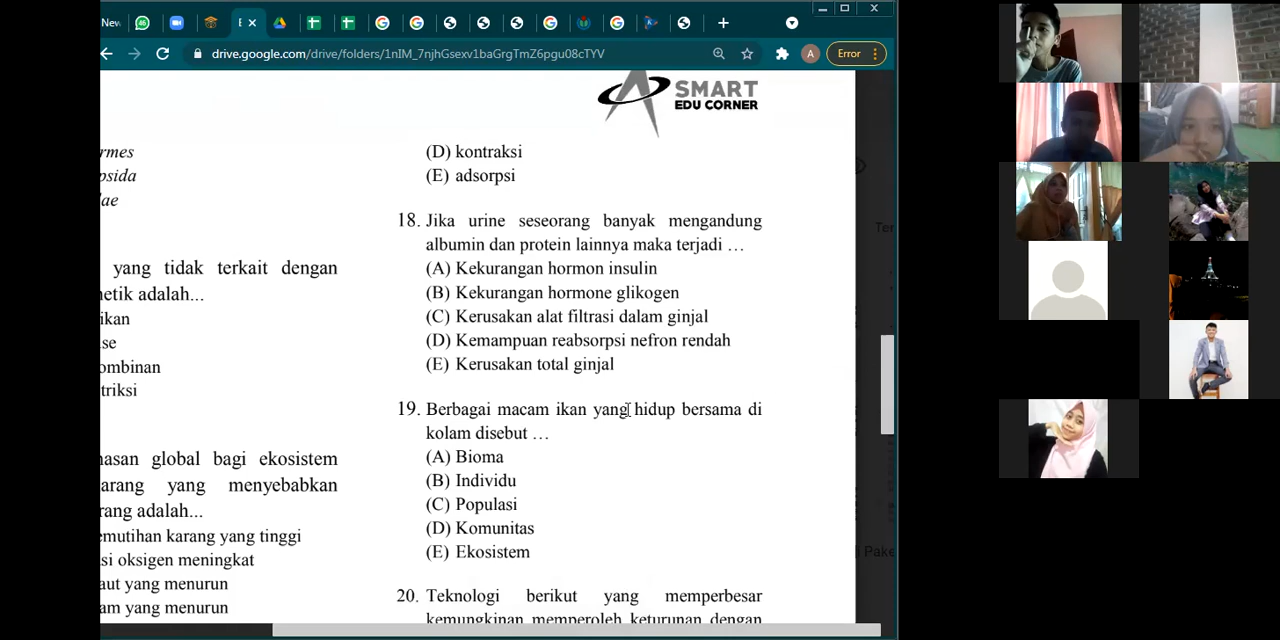 New
46
drive.google.com/drive/folders/1nIM_7njhGsexv1baGrgTmZ6pgu08cTYV
A
Error
SMART
EDU CORNER
rmes
psida
lae
yang tidak terkait dengan
netik adalah...
ikan
se
ombinan
triksi
nasan global bagi ekosistem
arang yang menyebabkan
rang adalah...
emutihan karang yang tinggi
si oksigen meningkat
aut yang menurun
am yang menurun
(D) kontraksi
(E) adsorpsi
18. Jika urine seseorang banyak mengandung
albumin dan protein lainnya maka terjadi …
(A) Kekurangan hormon insulin
(B) Kekurangan hormone glikogen
(C) Kerusakan alat filtrasi dalam ginjal
(D) Kemampuan reabsorpsi nefron rendah
(E) Kerusakan total ginjal
19. Berbagai macam ikan yang hidup bersama di
kolam disebut …
(A) Bioma
(B) Individu
(C) Populasi
(D) Komunitas
(E) Ekosistem
20. Teknologi berikut yang memperbesar
kemungkinan memperoleh keturunan dengan
Ter
i Pake